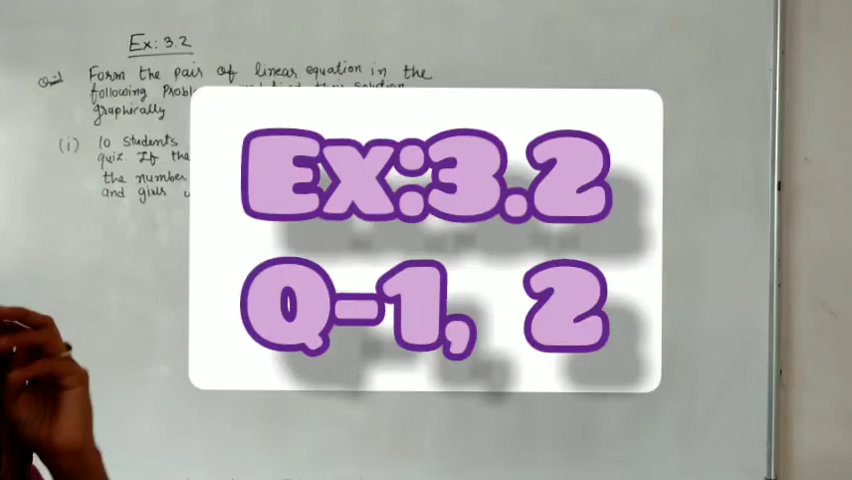 Ex: 3.2
Q:1 Form the pair of linear equation in the
following
graphically
(i) 10 students
quiz. If the
the number
and girls
Ex:3.2
Q-1, 2